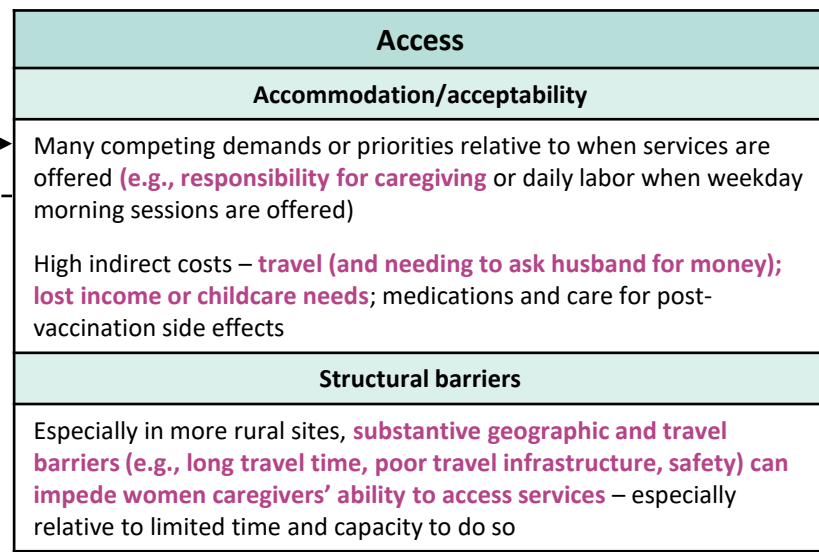 Access
Accommodation/acceptability
Many competing demands or priorities relative to when services are
offered (e.g., responsibility for caregiving or daily labor when weekday
morning sessions are offered)
High indirect costs – travel (and needing to ask husband for money);
lost income or childcare needs; medications and care for post-
vaccination side effects
Structural barriers
Especially in more rural sites, substantive geographic and travel
barriers (e.g., long travel time, poor travel infrastructure, safety) can
impede women caregivers’ ability to access services – especially
relative to limited time and capacity to do so